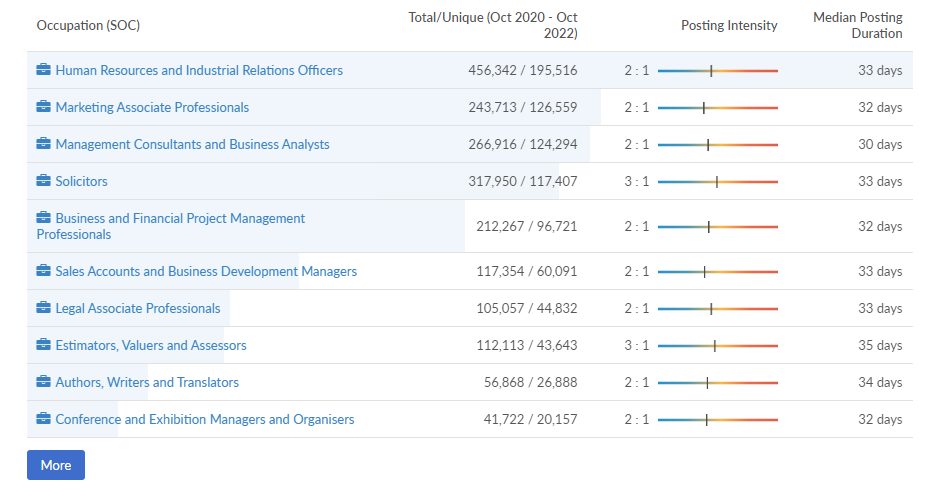 Occupation (SOC) Total/Unique (Oct 2020 - Oct 2022) Posting Intensity Median Posting Duration
Human Resources and Industrial Relations Officers 456,342 / 195,516 2 : 1 33 days
Marketing Associate Professionals 243,713 / 126,559 2 : 1 32 days
Management Consultants and Business Analysts 266,916 / 124,294 2 : 1 30 days
Solicitors 317,950 / 117,407 3 : 1 33 days
Business and Financial Project Management Professionals 212,267 / 96,721 2 : 1 32 days
Sales Accounts and Business Development Managers 117,354 / 60,091 2 : 1 33 days
Legal Associate Professionals 105,057 / 44,832 2 : 1 33 days
Estimators, Valuers and Assessors 112,113 / 43,643 3 : 1 35 days
Authors, Writers and Translators 56,868 / 26,888 2 : 1 34 days
Conference and Exhibition Managers and Organisers 41,722 / 20,157 2 : 1 32 days
More